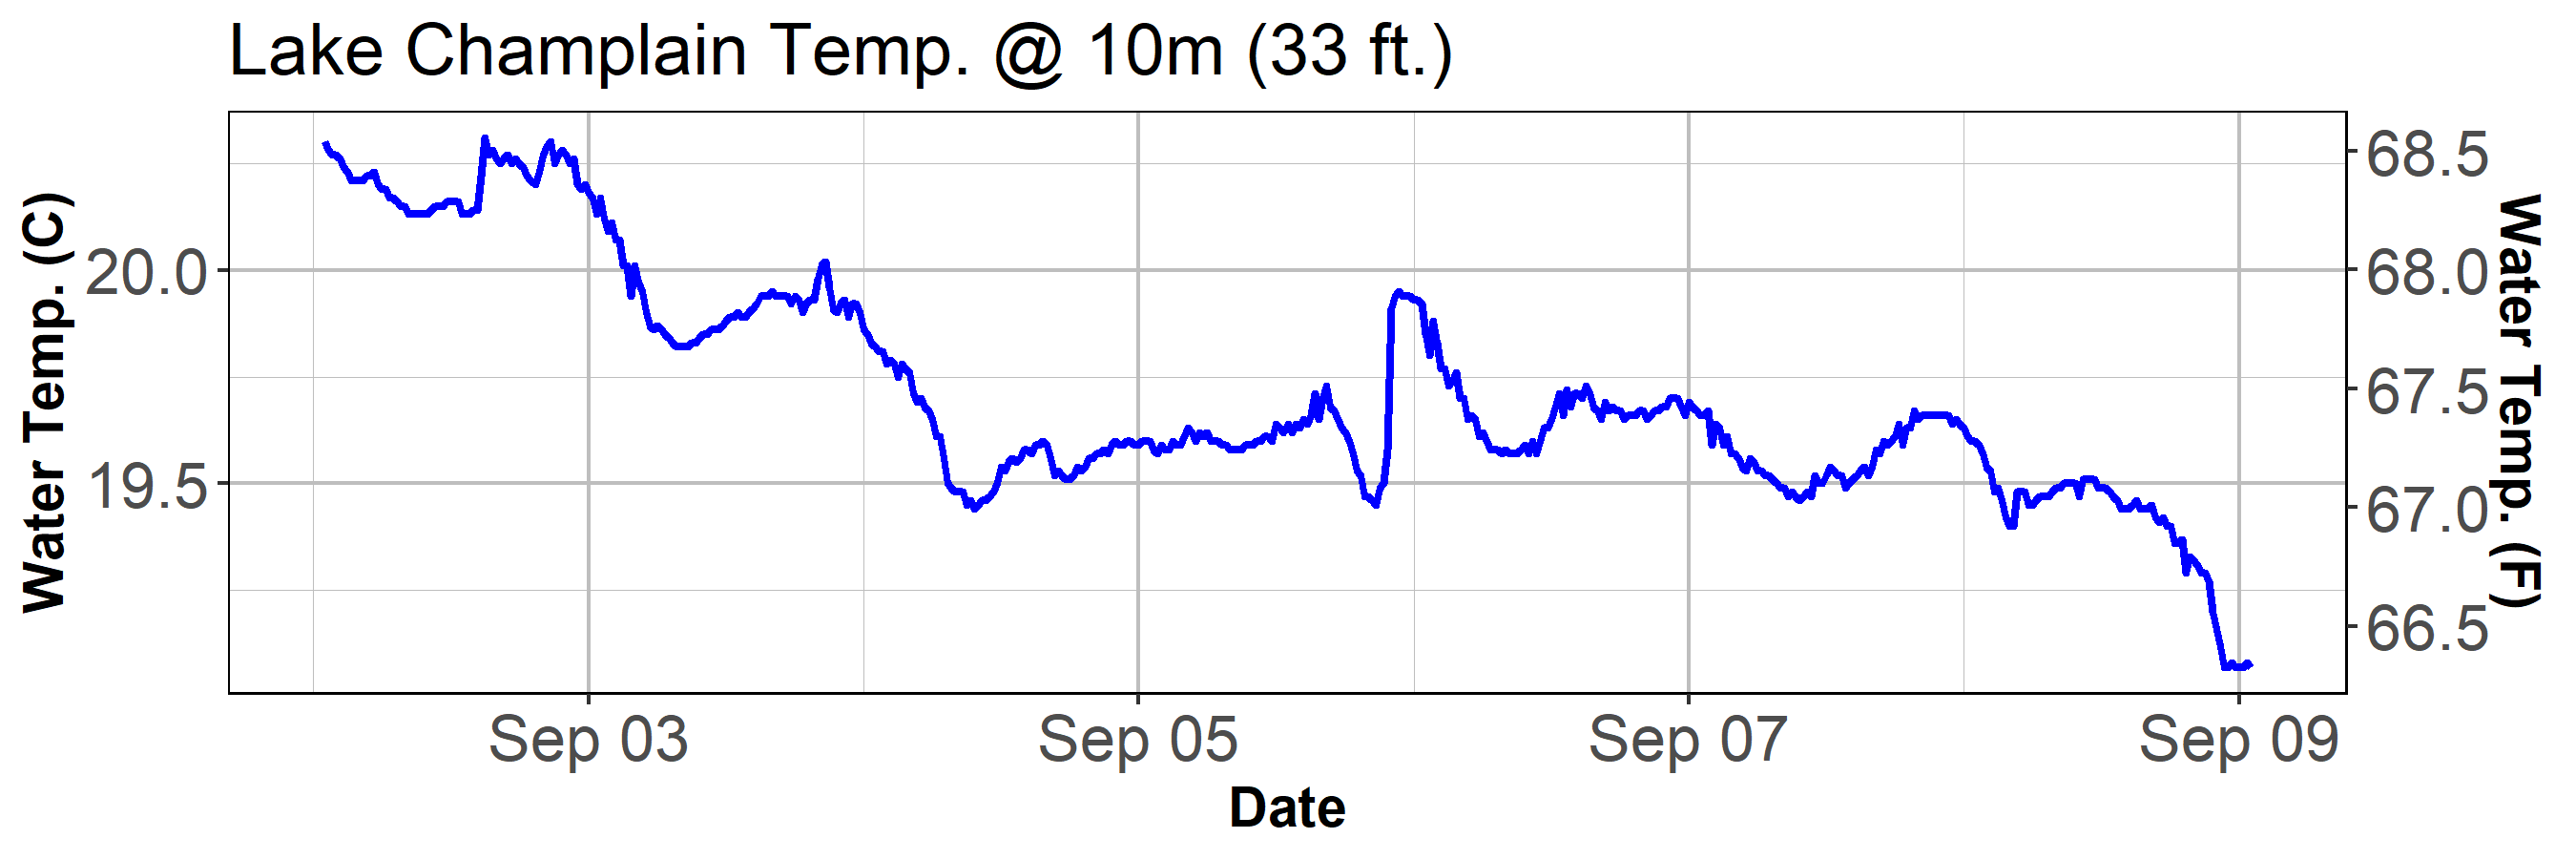 Lake Champlain Temp. @ 10m (33 ft.)
Water Temp. (C)
20.0
19.5
68.5
68.0
67.5
67.0
66.5
Water Temp. (F)
Sep 03
Sep 05
Sep 07
Sep 09
Date